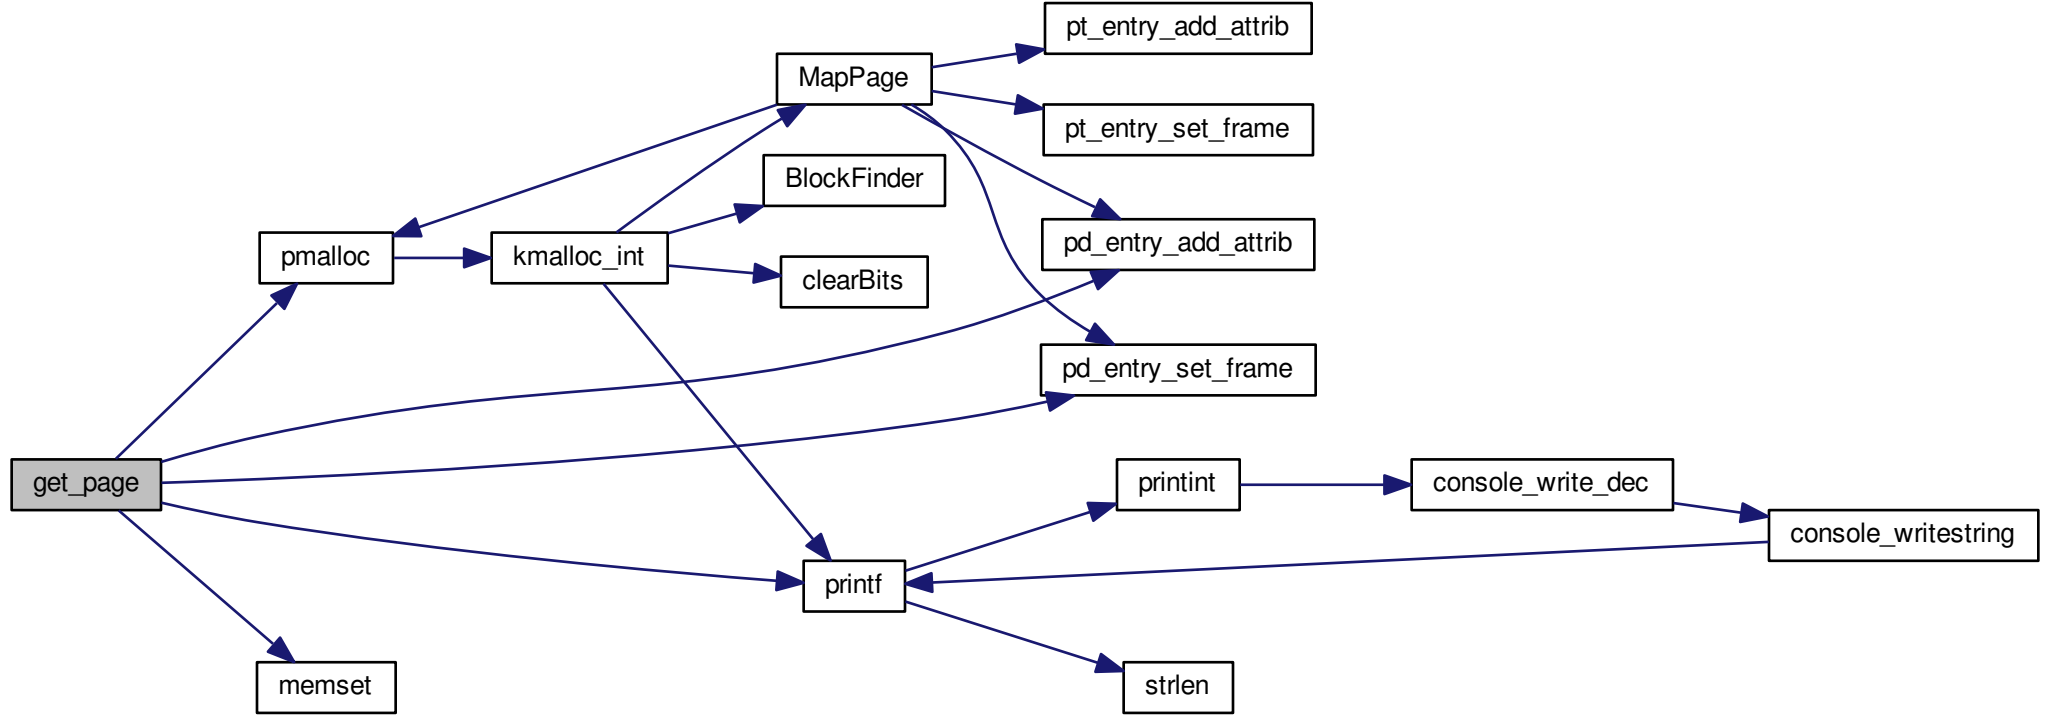 pt_entry_add_attrib
MapPage
pt_entry_set_frame
BlockFinder
pmalloc
kmalloc_int
pd_entry_add_attrib
clearBits
pd_entry_set_frame
get_page
printint
console_write_dec
console_writestring
printf
memset
strlen